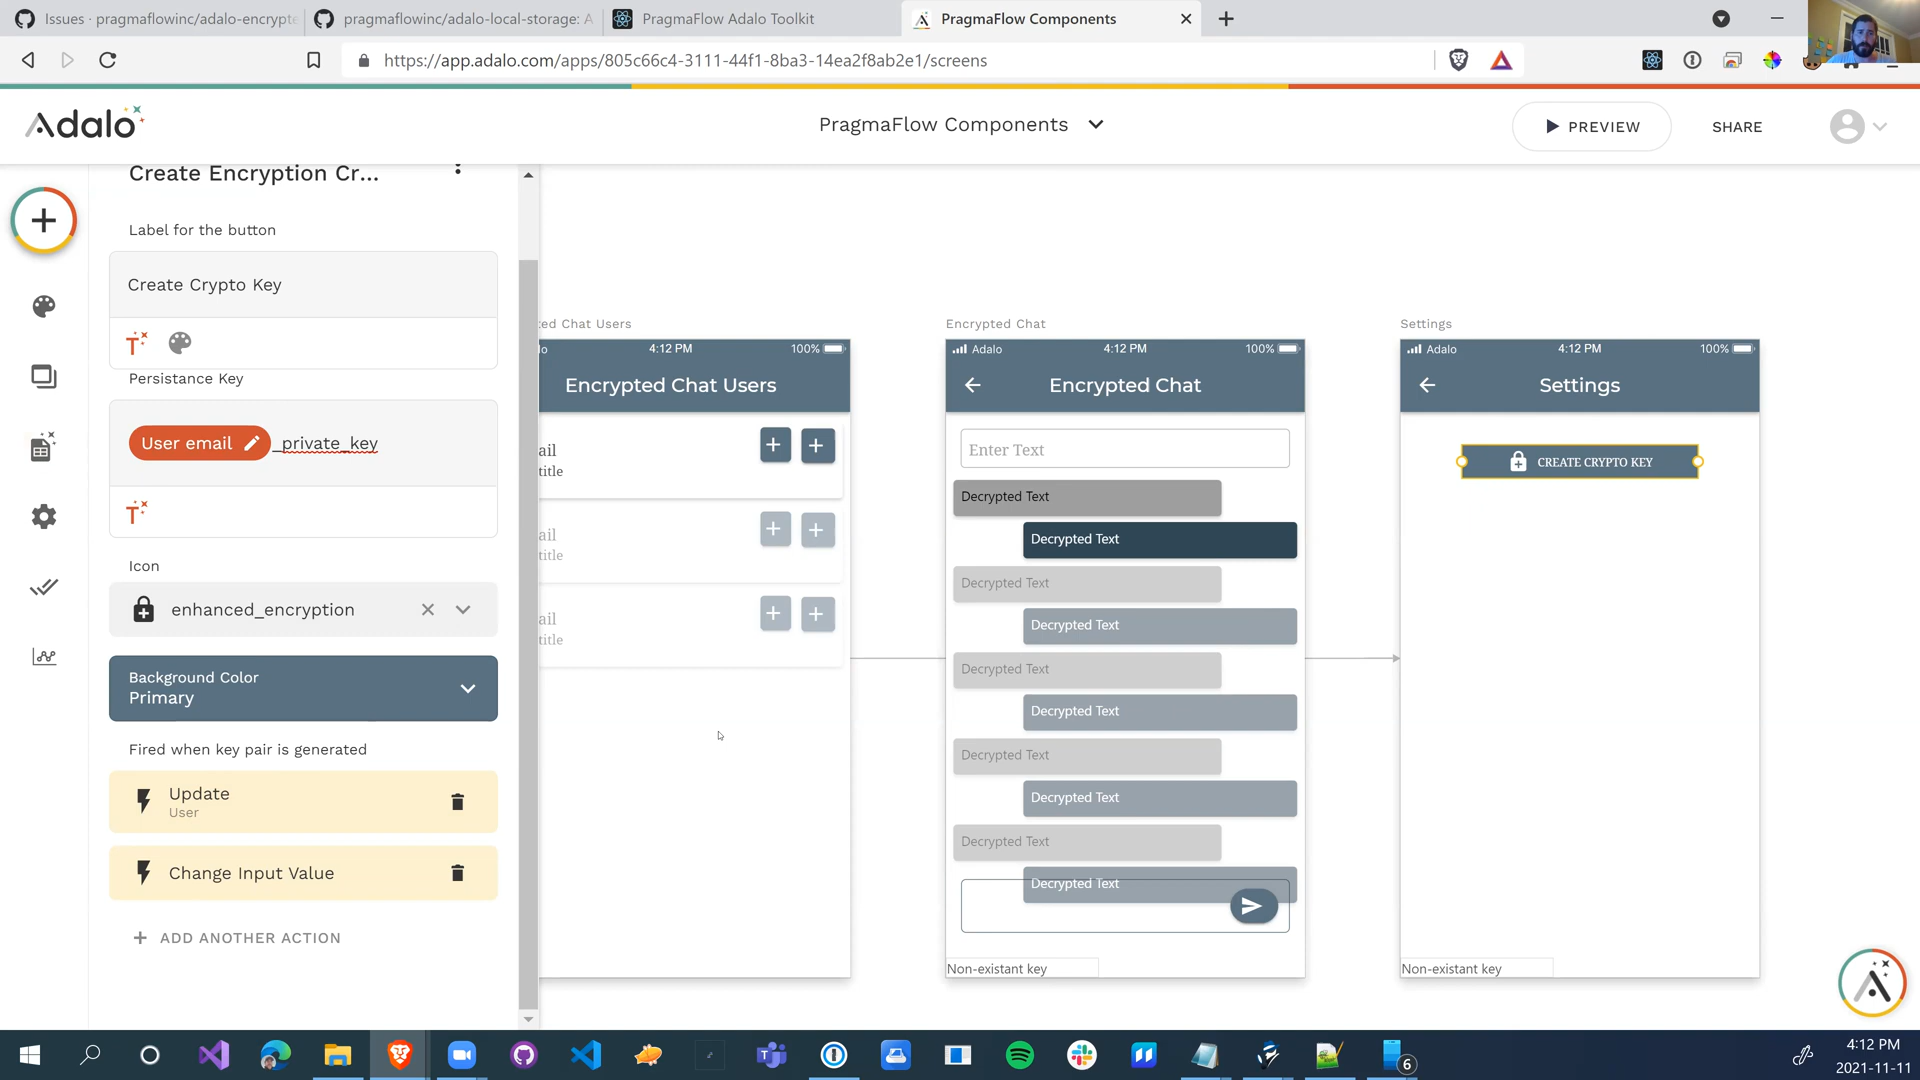 Issues · pragmaflowinc/adalo-encrypte
pragmaflowinc/adalo-local-storage: A
PragmaFlow Adalo Toolkit
PragmaFlow Components
https://app.adalo.com/apps/805c66c4-3111-44f1-8ba3-14ea2f8ab2e1/screens
Adalo
PragmaFlow Components
PREVIEW
SHARE
Create Encryption Cr...
Label for the button
Create Crypto Key
Persistance Key
User email _private_key
Icon
enhanced_encryption
Background Color
Primary
Fired when key pair is generated
Update
User
Change Input Value
+ ADD ANOTHER ACTION
ted Chat Users
lo 4:12 PM 100%
Encrypted Chat Users
ail
title
ail
title
ail
title
Encrypted Chat
Adalo 4:12 PM 100%
Encrypted Chat
Enter Text
Decrypted Text
Decrypted Text
Decrypted Text
Decrypted Text
Decrypted Text
Decrypted Text
Decrypted Text
Decrypted Text
Decrypted Text
Decrypted Text
Non-existant key
Settings
Adalo 4:12 PM 100%
Settings
CREATE CRYPTO KEY
Non-existant key
6
4:12 PM
2021-11-11